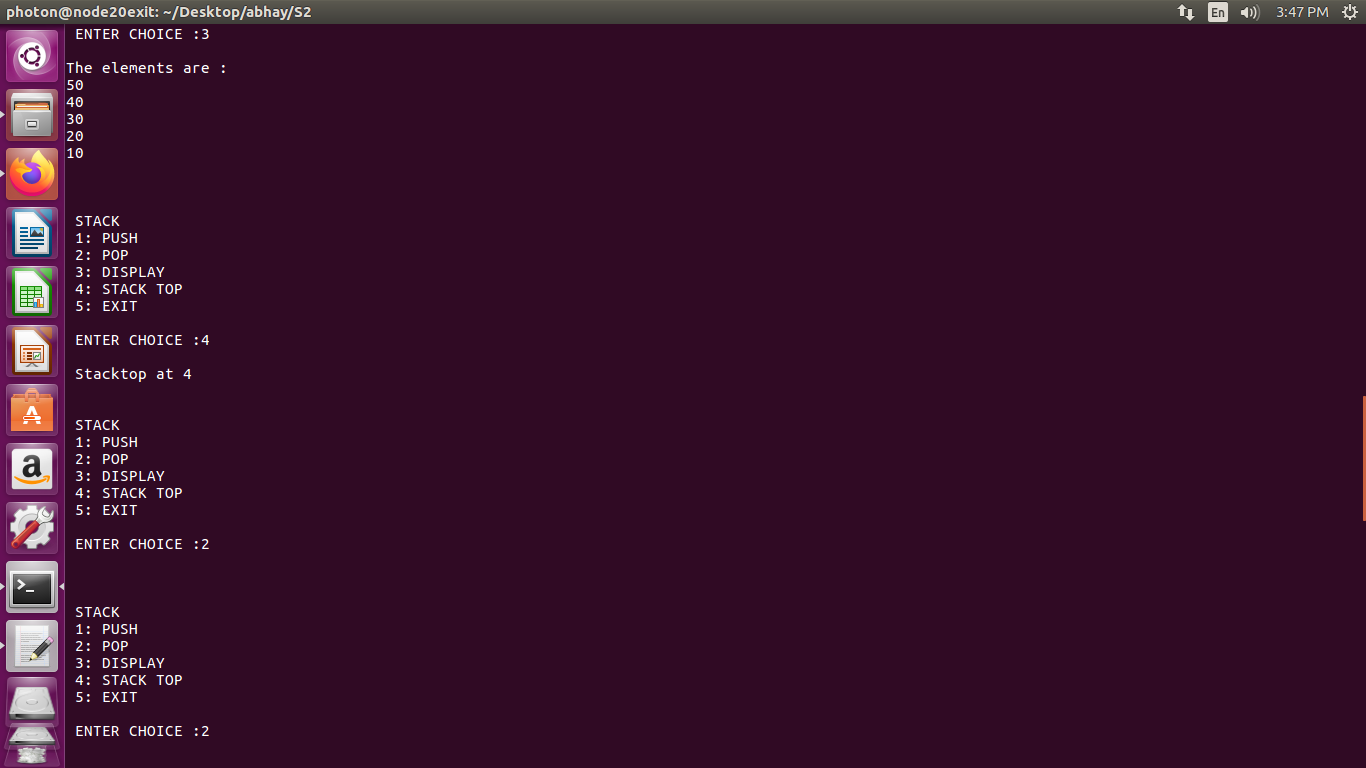 photon@node20exit: ~/Desktop/abhay/S2
En
3:47 PM
ENTER CHOICE :3
The elements are :
50
40
30
20
10
STACK
1: PUSH
2: POP
3: DISPLAY
4: STACK TOP
5: EXIT
ENTER CHOICE :4
Stacktop at 4
STACK
1: PUSH
2: POP
3: DISPLAY
4: STACK TOP
5: EXIT
ENTER CHOICE :2
STACK
1: PUSH
2: POP
3: DISPLAY
4: STACK TOP
5: EXIT
ENTER CHOICE :2